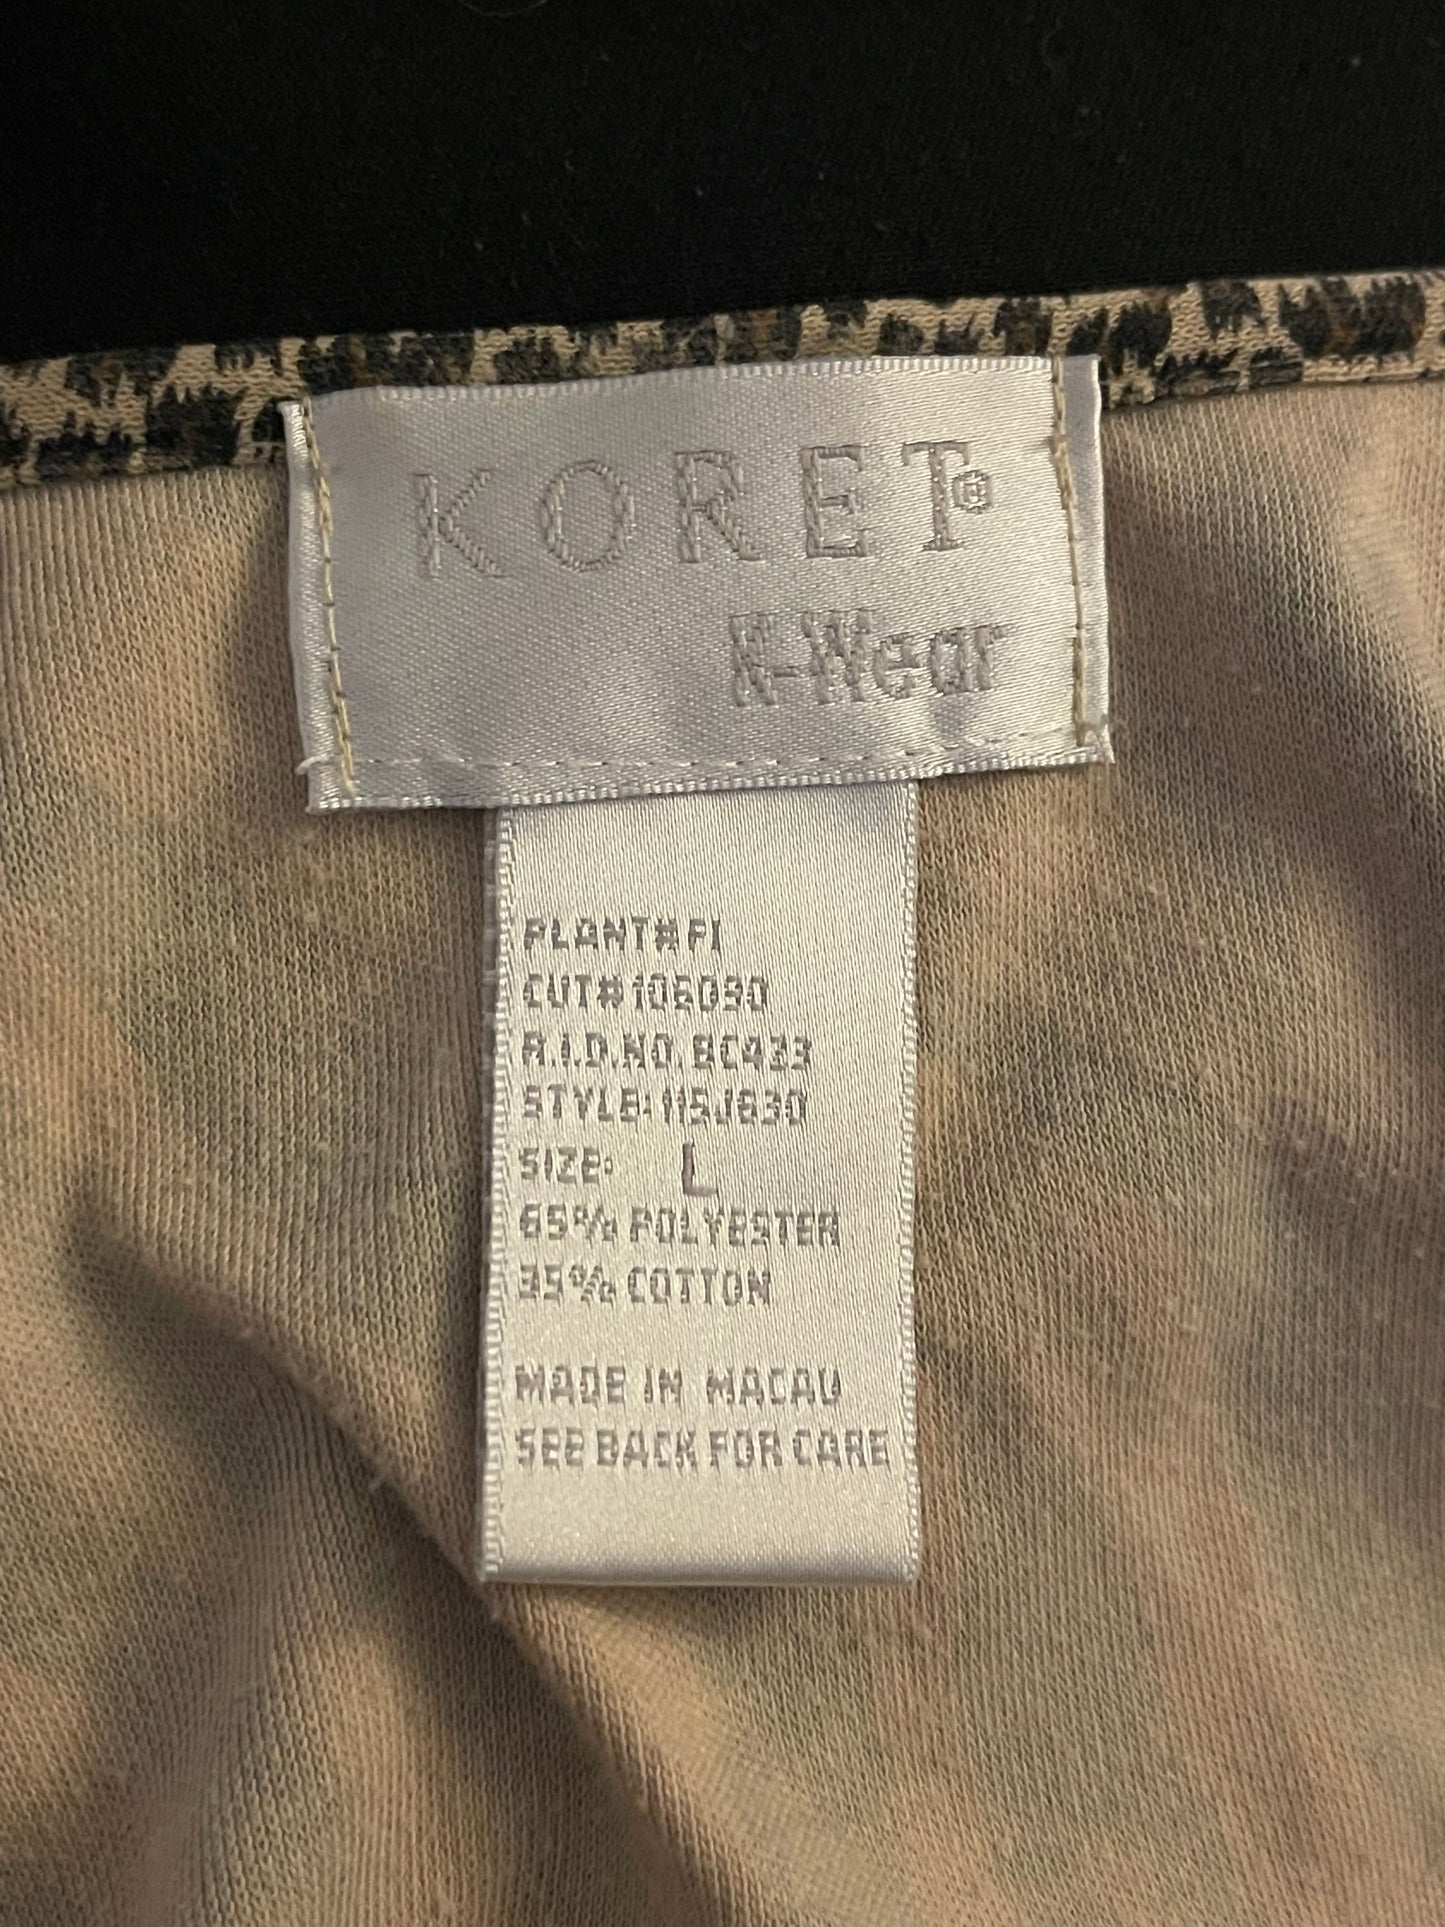 KORET®
K-Wear
PLANT# PI
CUT# 106090
R.I.D.NO. BC433
STYLE: 115J630
SIZE: L
65% POLYESTER
35% COTTON
MADE IN MACAU
SEE BACK FOR CARE